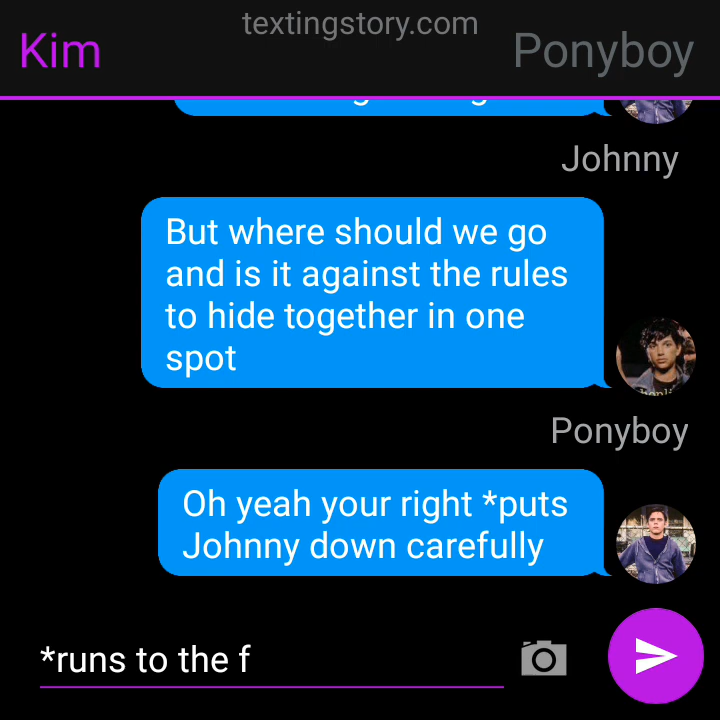 textingstory.com
Kim
Ponyboy
Johnny
But where should we go
and is it against the rules
to hide together in one
spot
Ponyboy
Oh yeah your right *puts
Johnny down carefully
*runs to the f